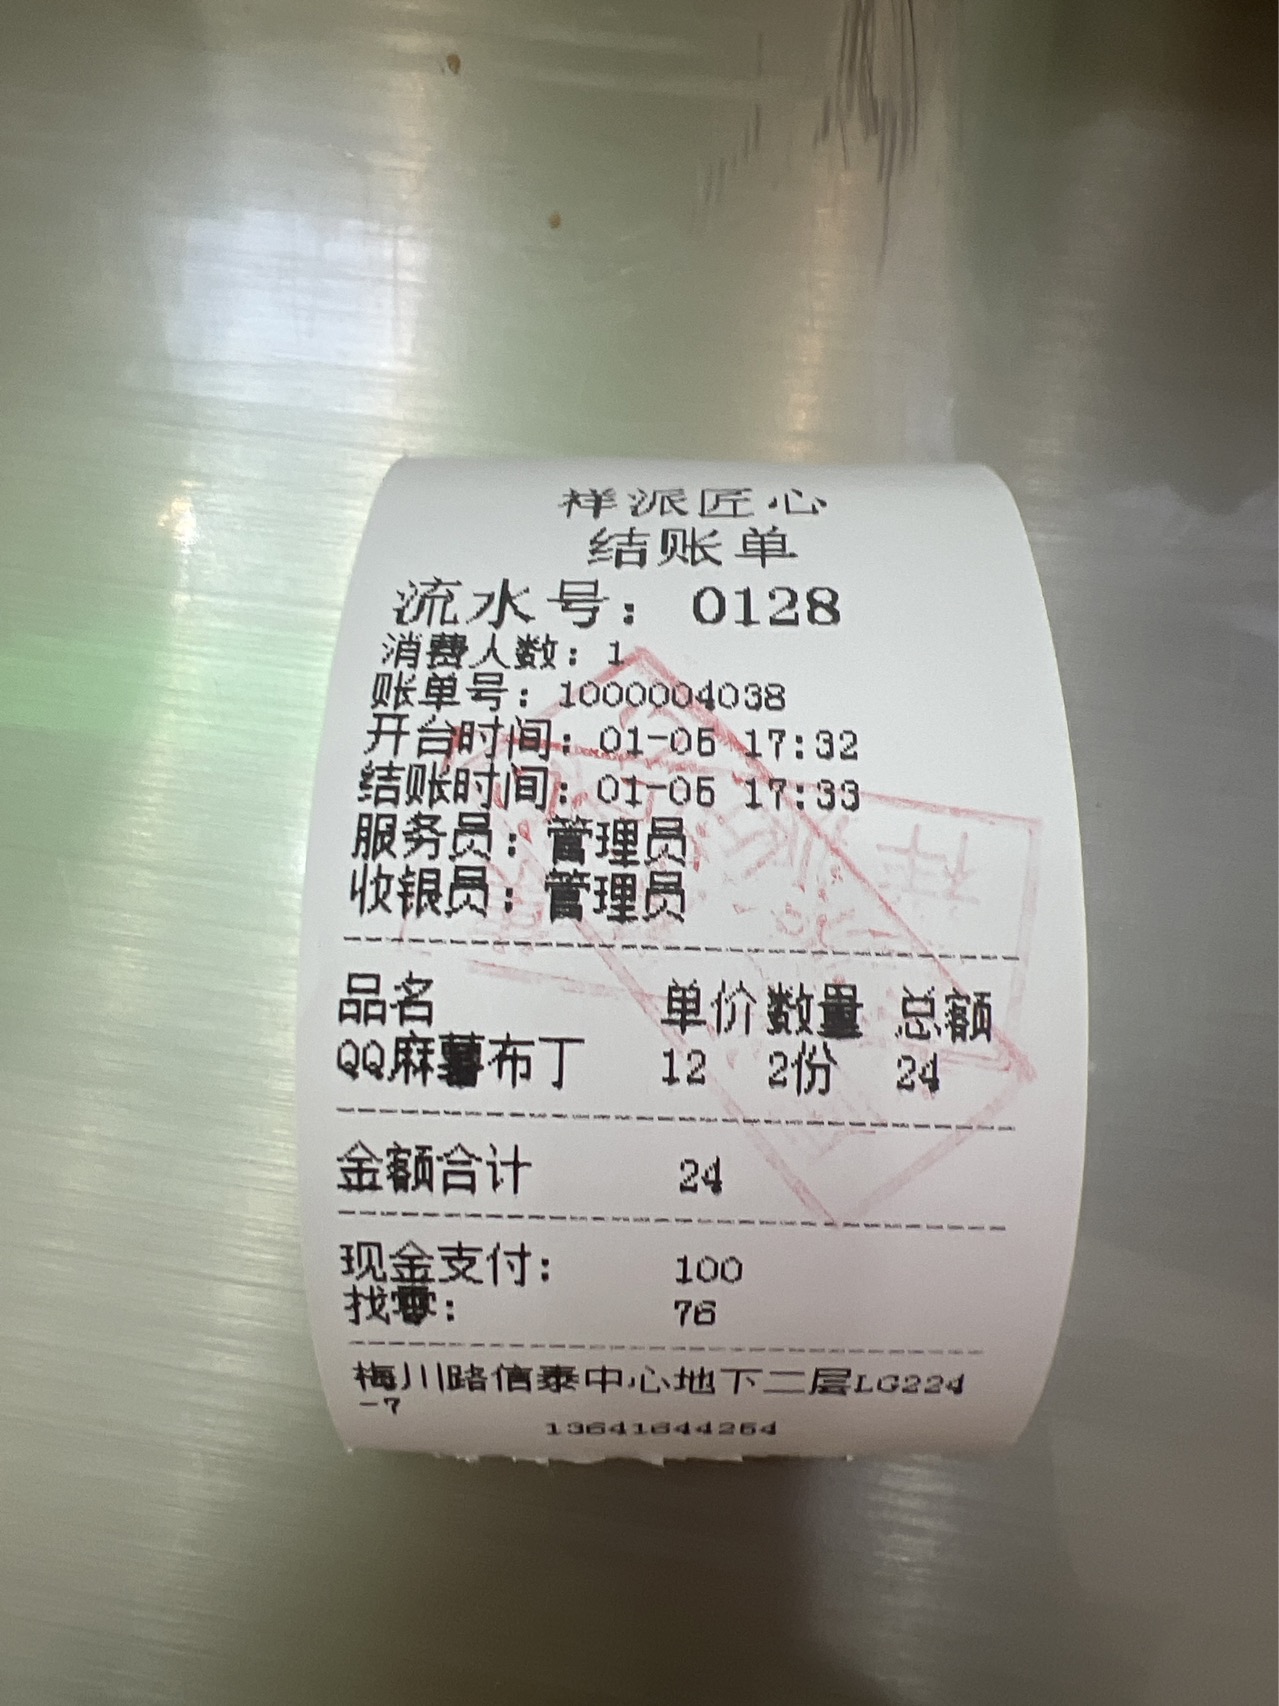 祥派匠心
结账单
流水号：0128
消费人数：1
账单号：1000004038
开台时间：01-05 17:32
结账时间：01-05 17:33
服务员：管理员
收银员：管理员
品名 单价 数量 总额
QQ麻薯布丁 12 2份 24
金额合计 24
现金支付： 100
找零： 76
梅川路信泰中心地下二层LG224
-7
13641644264